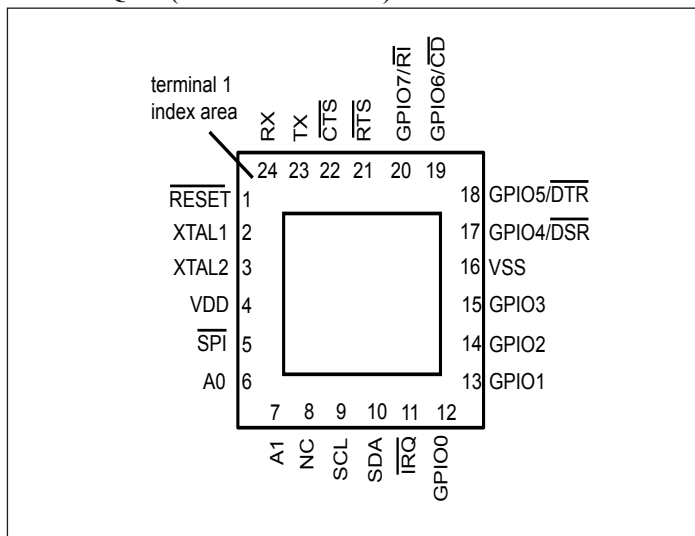 terminal 1
index area
RX
TX
CTS
RTS
GPIO7/RI
GPIO6/CD
24 23 22 21 20 19
RESET 1
XTAL1 2
XTAL2 3
VDD 4
SPI 5
A0 6
18 GPIO5/DTR
17 GPIO4/DSR
16 VSS
15 GPIO3
14 GPIO2
13 GPIO1
7 8 9 10 11 12
A1
NC
SCL
SDA
IRQ
GPIO0